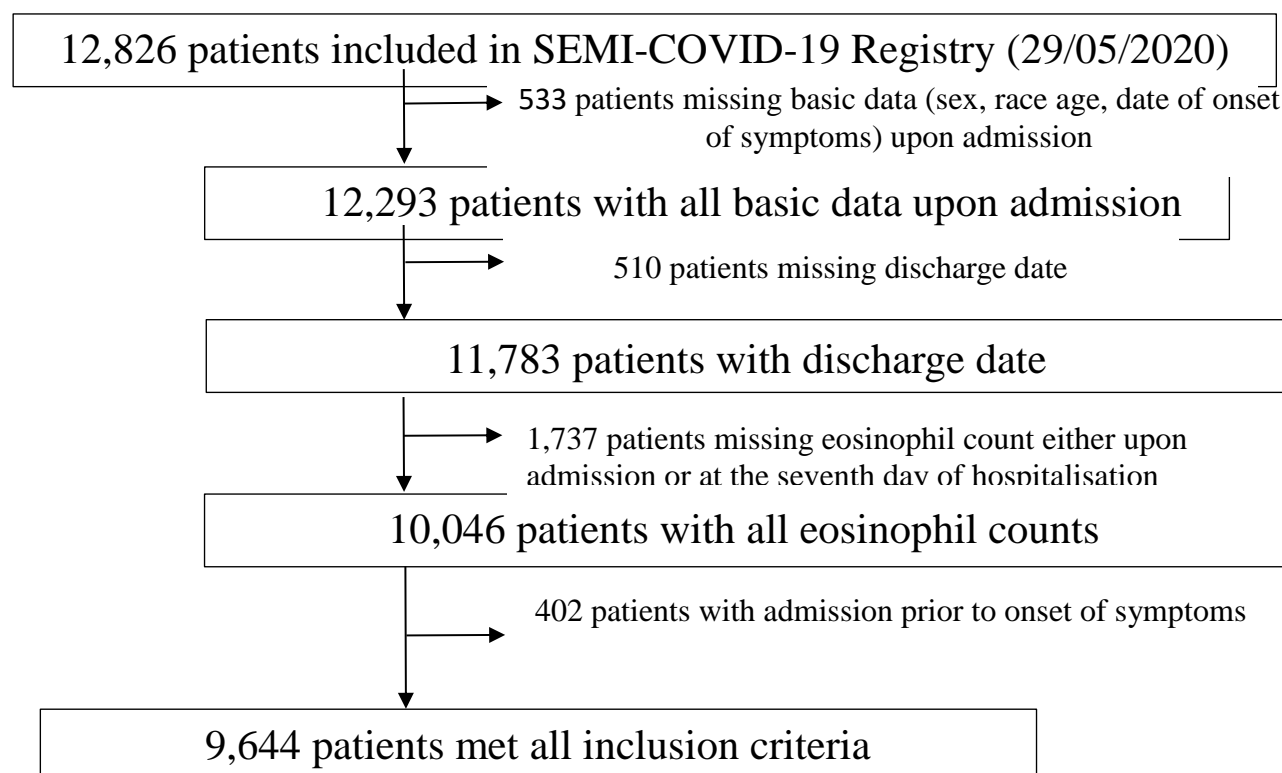 12,826 patients included in SEMI-COVID-19 Registry (29/05/2020)
533 patients missing basic data (sex, race age, date of onset
of symptoms) upon admission
12,293 patients with all basic data upon admission
510 patients missing discharge date
11,783 patients with discharge date
1,737 patients missing eosinophil count either upon
admission or at the seventh day of hospitalisation
10,046 patients with all eosinophil counts
402 patients with admission prior to onset of symptoms
9,644 patients met all inclusion criteria